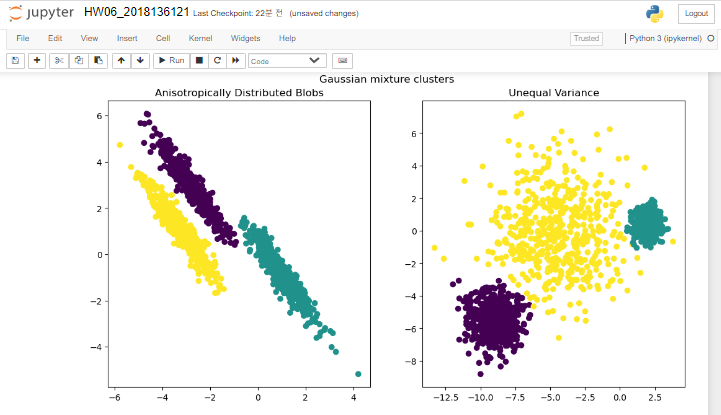 jupyter HW06_2018136121 Last Checkpoint: 22분 전 (unsaved changes) Logout
File Edit View Insert Cell Kernel Widgets Help Trusted Python 3 (ipykernel)
Run Code
Gaussian mixture clusters
Anisotropically Distributed Blobs Unequal Variance
6
4
2
0
−2
−4
−6 −4 −2 0 2 4
6
4
2
0
−2
−4
−6
−8
−12.5 −10.0 −7.5 −5.0 −2.5 0.0 2.5